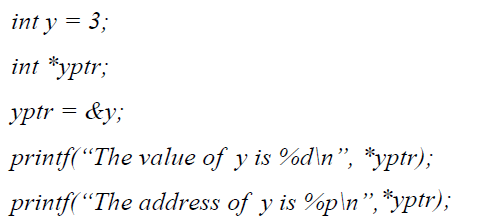 int y = 3;
int *yptr;
yptr = &y;
printf(“The value of y is %d\n”, *yptr);
printf(“The address of y is %p\n”,*yptr);